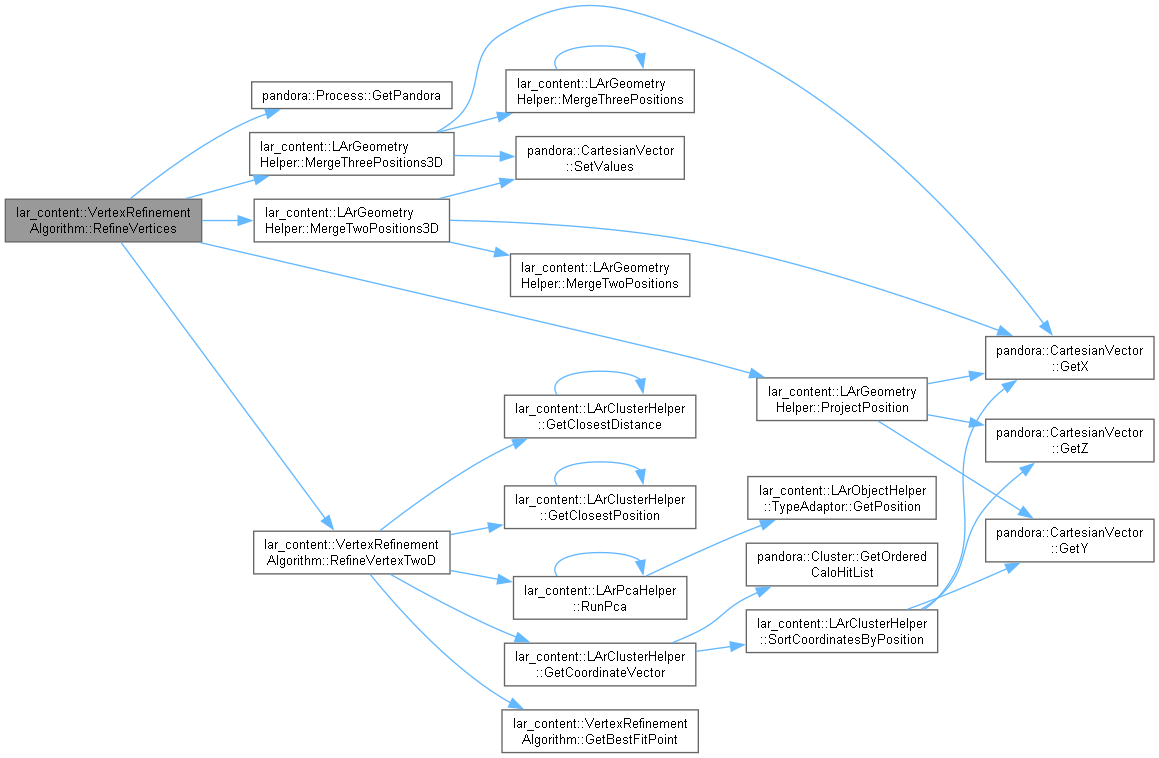 lar_content::VertexRefinement
Algorithm::RefineVertices
pandora::Process::GetPandora
lar_content::LArGeometry
Helper::MergeThreePositions3D
lar_content::LArGeometry
Helper::MergeTwoPositions3D
lar_content::VertexRefinement
Algorithm::RefineVertexTwoD
lar_content::LArGeometry
Helper::MergeThreePositions
pandora::CartesianVector
::SetValues
lar_content::LArGeometry
Helper::MergeTwoPositions
lar_content::LArClusterHelper
::GetClosestDistance
lar_content::LArClusterHelper
::GetClosestPosition
lar_content::LArPcaHelper
::RunPca
lar_content::LArClusterHelper
::GetCoordinateVector
lar_content::VertexRefinement
Algorithm::GetBestFitPoint
lar_content::LArGeometry
Helper::ProjectPosition
lar_content::LArObjectHelper
::TypeAdaptor::GetPosition
pandora::Cluster::GetOrdered
CaloHitList
lar_content::LArClusterHelper
::SortCoordinatesByPosition
pandora::CartesianVector
::GetX
pandora::CartesianVector
::GetZ
pandora::CartesianVector
::GetY